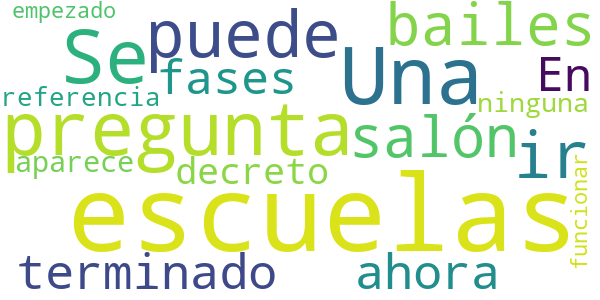 empezado
Se puede Una bailes
fases En
referencia ninguna
pregunta salón ir
aparece decreto
escuelas funcionar
terminado ahora